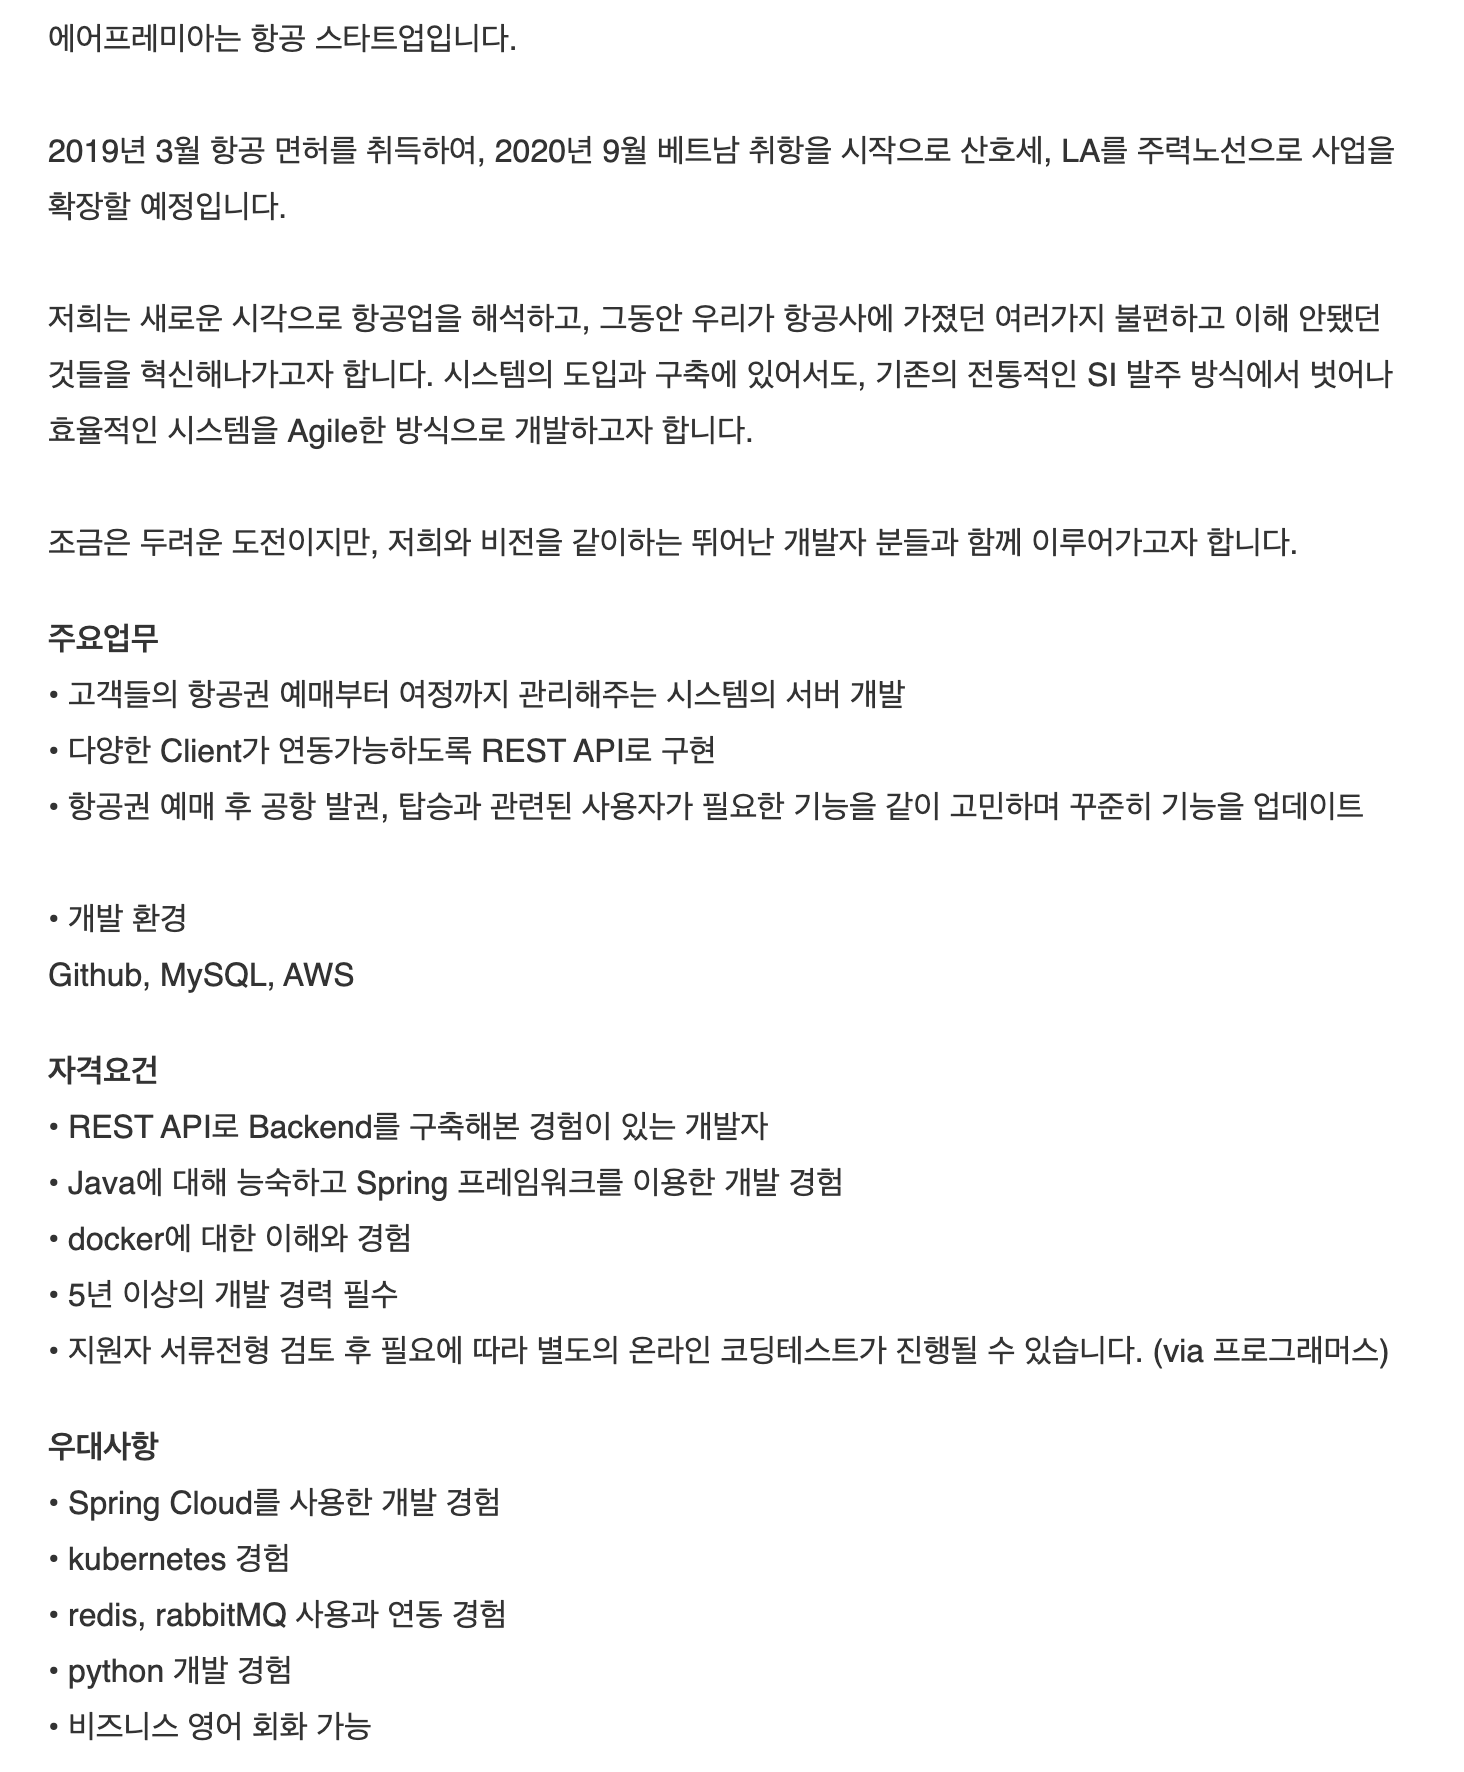 에어프레미아는 항공 스타트업입니다.
2019년 3월 항공 면허를 취득하여, 2020년 9월 베트남 취항을 시작으로 산호세, LA를 주력노선으로 사업을
확장할 예정입니다.
저희는 새로운 시각으로 항공업을 해석하고, 그동안 우리가 항공사에 가졌던 여러가지 불편하고 이해 안됐던
것들을 혁신해나가고자 합니다. 시스템의 도입과 구축에 있어서도, 기존의 전통적인 SI 발주 방식에서 벗어나
효율적인 시스템을 Agile한 방식으로 개발하고자 합니다.
조금은 두려운 도전이지만, 저희와 비전을 같이하는 뛰어난 개발자 분들과 함께 이루어가고자 합니다.
주요업무
• 고객들의 항공권 예매부터 여정까지 관리해주는 시스템의 서버 개발
• 다양한 Client가 연동가능하도록 REST API로 구현
• 항공권 예매 후 공항 발권, 탑승과 관련된 사용자가 필요한 기능을 같이 고민하며 꾸준히 기능을 업데이트
• 개발 환경
Github, MySQL, AWS
자격요건
• REST API로 Backend를 구축해본 경험이 있는 개발자
• Java에 대해 능숙하고 Spring 프레임워크를 이용한 개발 경험
• docker에 대한 이해와 경험
• 5년 이상의 개발 경력 필수
• 지원자 서류전형 검토 후 필요에 따라 별도의 온라인 코딩테스트가 진행될 수 있습니다. (via 프로그래머스)
우대사항
• Spring Cloud를 사용한 개발 경험
• kubernetes 경험
• redis, rabbitMQ 사용과 연동 경험
• python 개발 경험
• 비즈니스 영어 회화 가능